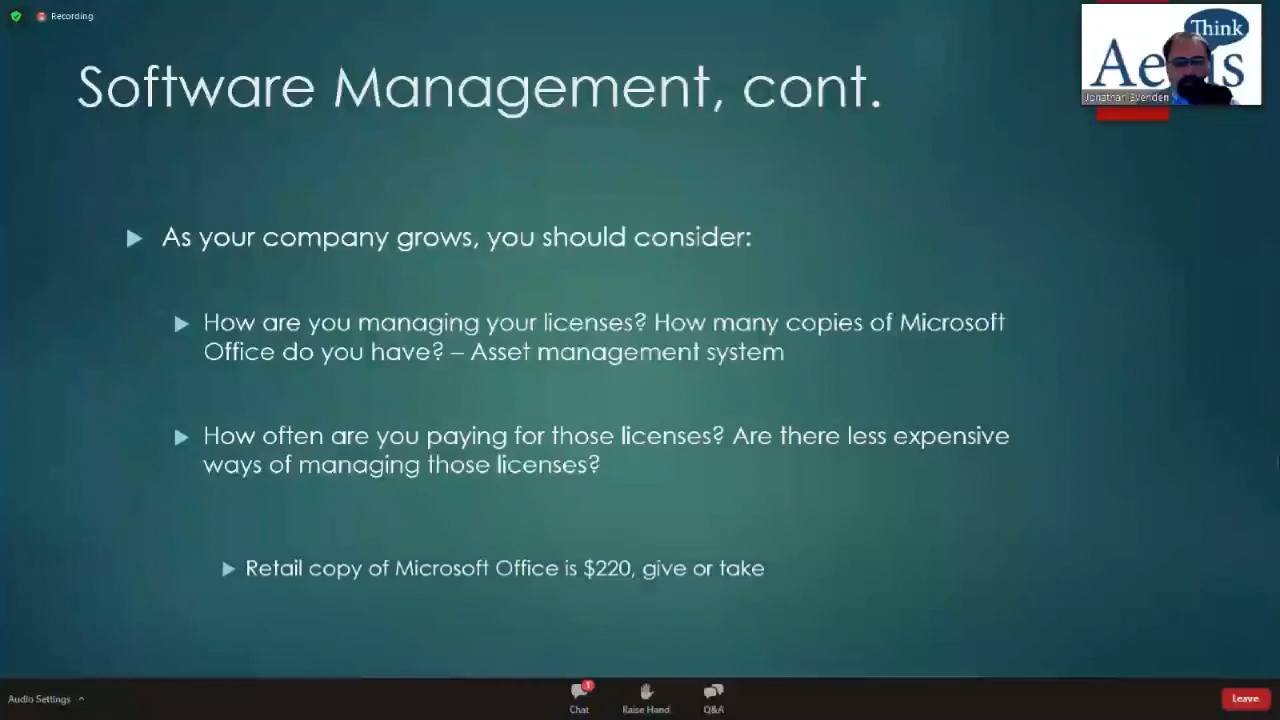 Recording
Think
Software Management, cont.
Jonathan Evenden
As your company grows, you should consider:
How are you managing your licenses? How many copies of Microsoft
Office do you have? – Asset management system
How often are you paying for those licenses? Are there less expensive
ways of managing those licenses?
Retail copy of Microsoft Office is $220, give or take
1
Audio Settings
Chat
Raise Hand
Q&A
Leave